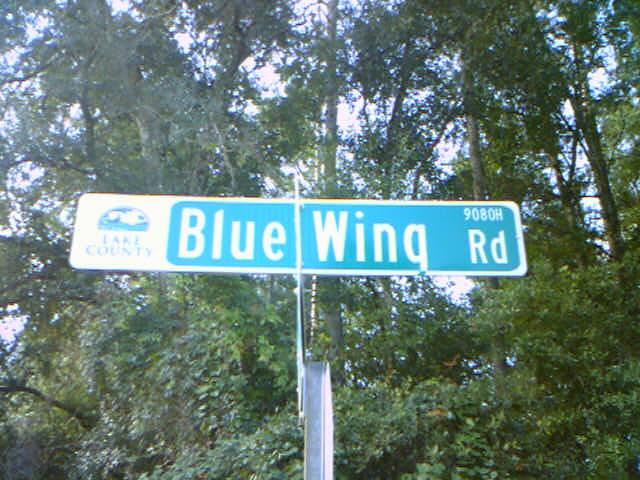 LAKE
COUNTY
Blue Wing Rd
9080H